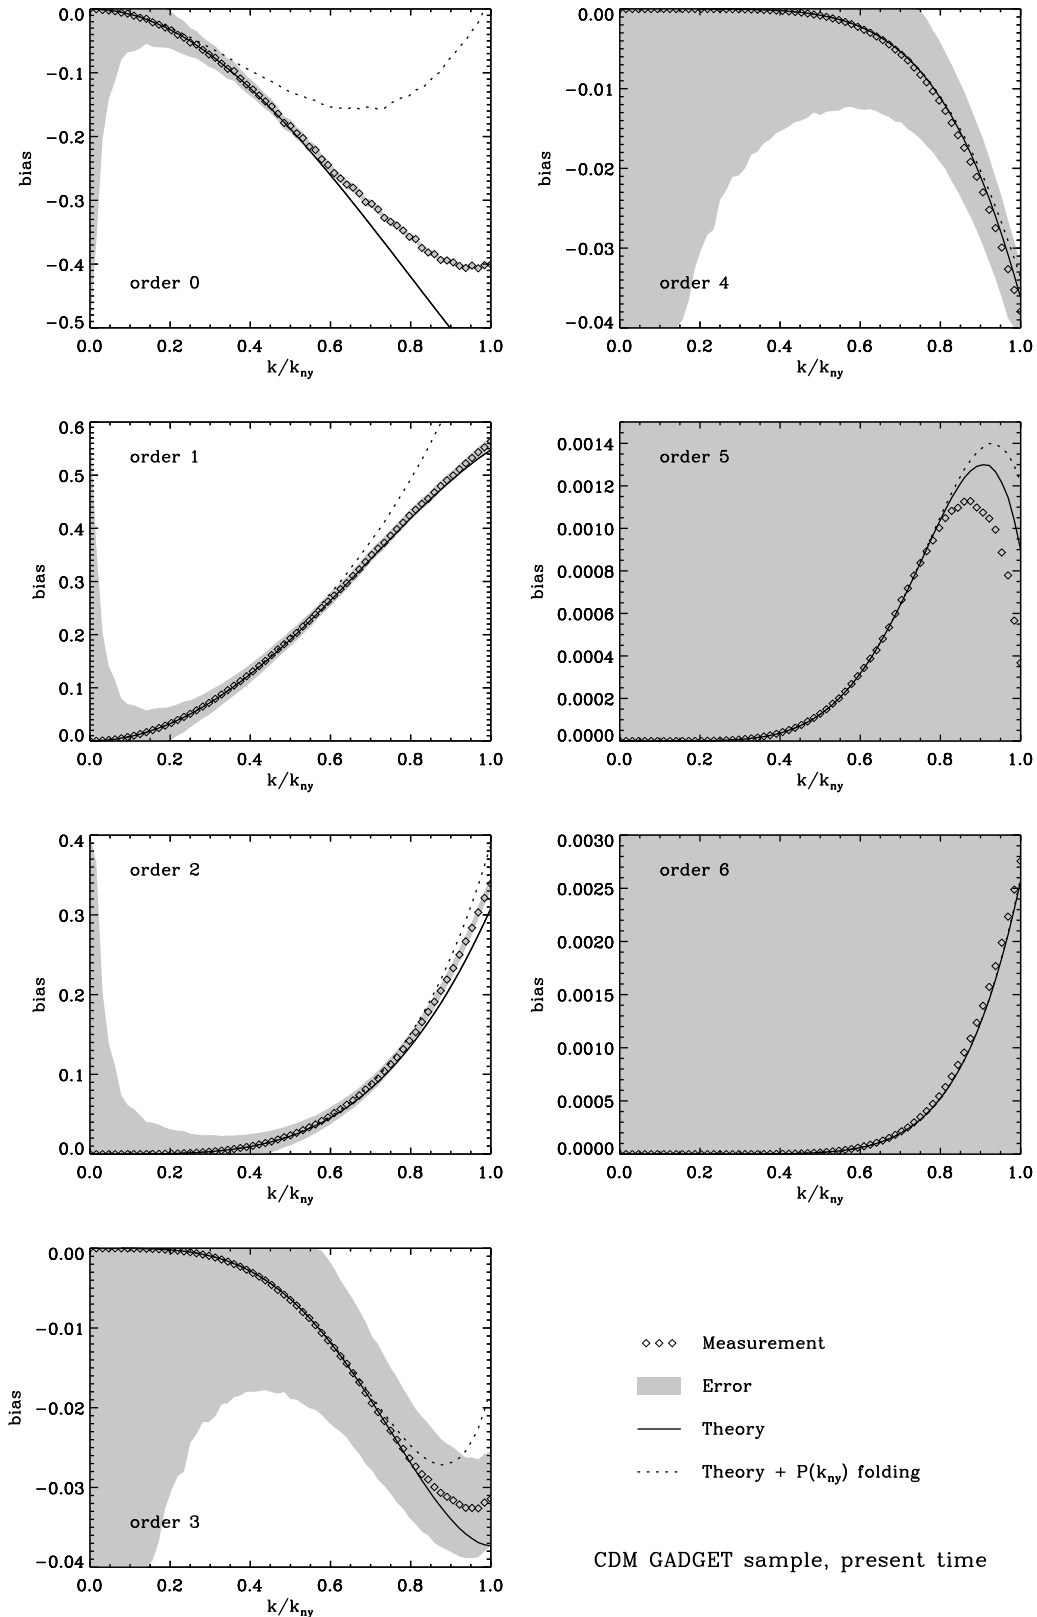 0.0
−0.1
−0.2
−0.3
−0.4
−0.5
bias
order 0
0.0 0.2 0.4 0.6 0.8 1.0
k/kny
0.00
−0.01
−0.02
−0.03
−0.04
bias
order 4
0.0 0.2 0.4 0.6 0.8 1.0
k/kny
0.6
0.5
0.4
0.3
0.2
0.1
0.0
bias
order 1
0.0 0.2 0.4 0.6 0.8 1.0
k/kny
0.0014
0.0012
0.0010
0.0008
0.0006
0.0004
0.0002
0.0000
bias
order 5
0.0 0.2 0.4 0.6 0.8 1.0
k/kny
0.4
0.3
0.2
0.1
0.0
bias
order 2
0.0 0.2 0.4 0.6 0.8 1.0
k/kny
0.0030
0.0025
0.0020
0.0015
0.0010
0.0005
0.0000
bias
order 6
0.0 0.2 0.4 0.6 0.8 1.0
k/kny
0.00
−0.01
−0.02
−0.03
−0.04
bias
order 3
0.0 0.2 0.4 0.6 0.8 1.0
k/kny
Measurement
Error
Theory
Theory + P(kny) folding
CDM GADGET sample, present time